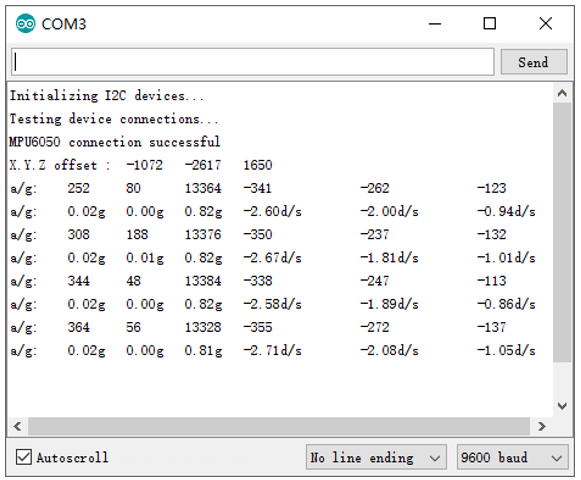 COM3
Send
Initializing I2C devices...
Testing device connections...
MPU6050 connection successful
X.Y.Z offset : -1072 -2617 1650
a/g: 252 80 13364 -341 -262 -123
a/g: 0.02g 0.00g 0.82g -2.60d/s -2.00d/s -0.94d/s
a/g: 308 188 13376 -350 -237 -132
a/g: 0.02g 0.01g 0.82g -2.67d/s -1.81d/s -1.01d/s
a/g: 344 48 13384 -338 -247 -113
a/g: 0.02g 0.00g 0.82g -2.58d/s -1.89d/s -0.86d/s
a/g: 364 56 13328 -355 -272 -137
a/g: 0.02g 0.00g 0.81g -2.71d/s -2.08d/s -1.05d/s
Autoscroll No line ending 9600 baud